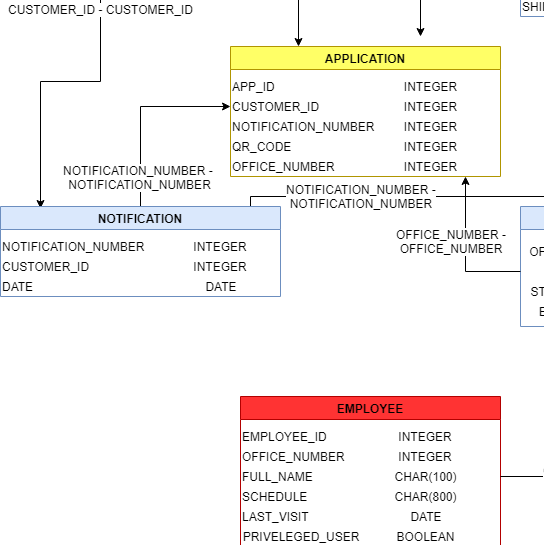 CUSTOMER_ID - CUSTOMER_ID
SHI
APPLICATION
APP_ID INTEGER
CUSTOMER_ID INTEGER
NOTIFICATION_NUMBER INTEGER
QR_CODE INTEGER
OFFICE_NUMBER INTEGER
NOTIFICATION_NUMBER -
NOTIFICATION_NUMBER
NOTIFICATION_NUMBER -
NOTIFICATION_NUMBER
OFFICE_NUMBER -
OFFICE_NUMBER
NOTIFICATION
NOTIFICATION_NUMBER INTEGER
CUSTOMER_ID INTEGER
DATE DATE
OF
ST
E
EMPLOYEE
EMPLOYEE_ID INTEGER
OFFICE_NUMBER INTEGER
FULL_NAME CHAR(100)
SCHEDULE CHAR(800)
LAST_VISIT DATE
PRIVELEGED_USER BOOLEAN